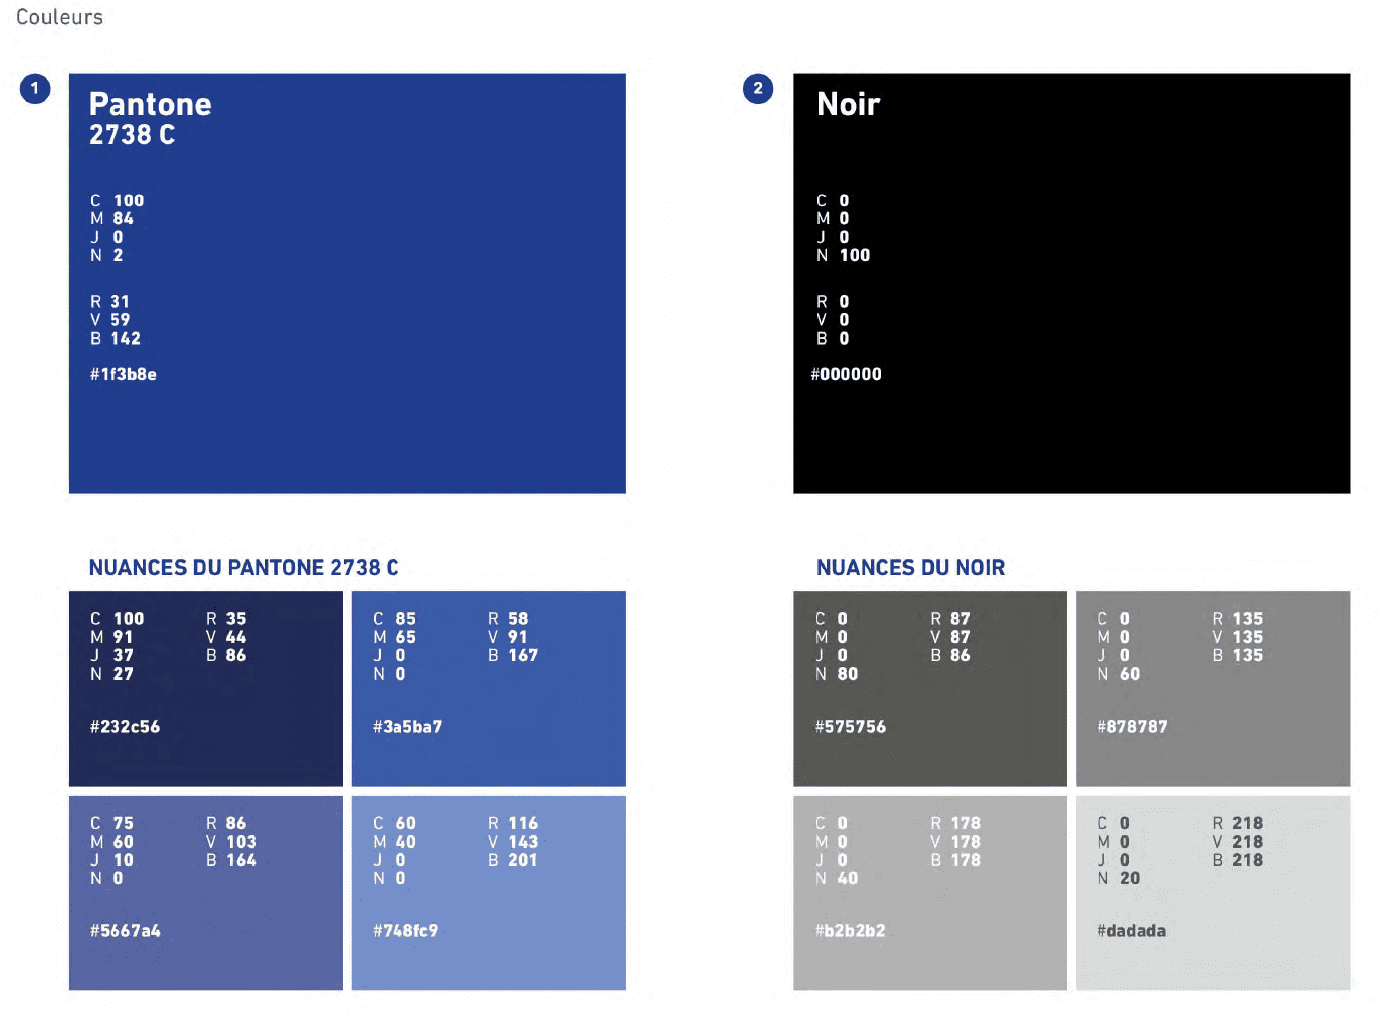 Couleurs
1
Pantone
2738 C
C 100
M 84
J 0
N 2
R 31
V 59
B 142
#1f3b8e
2
Noir
C 0
M 0
J 0
N 100
R 0
V 0
B 0
#000000
NUANCES DU PANTONE 2738 C
C 100
M 91
J 37
N 27
R 35
V 44
B 86
#232c56
C 85
M 65
J 0
N 0
R 58
V 91
B 167
#3a5ba7
C 75
M 60
J 10
N 0
R 86
V 103
B 164
#5667a4
C 60
M 40
J 0
N 0
R 116
V 143
B 201
#748fc9
NUANCES DU NOIR
C 0
M 0
J 0
N 80
R 87
V 87
B 86
#575756
C 0
M 0
J 0
N 60
R 135
V 135
B 135
#878787
C 0
M 0
J 0
N 40
R 178
V 178
B 178
#b2b2b2
C 0
M 0
J 0
N 20
R 218
V 218
B 218
#dadada